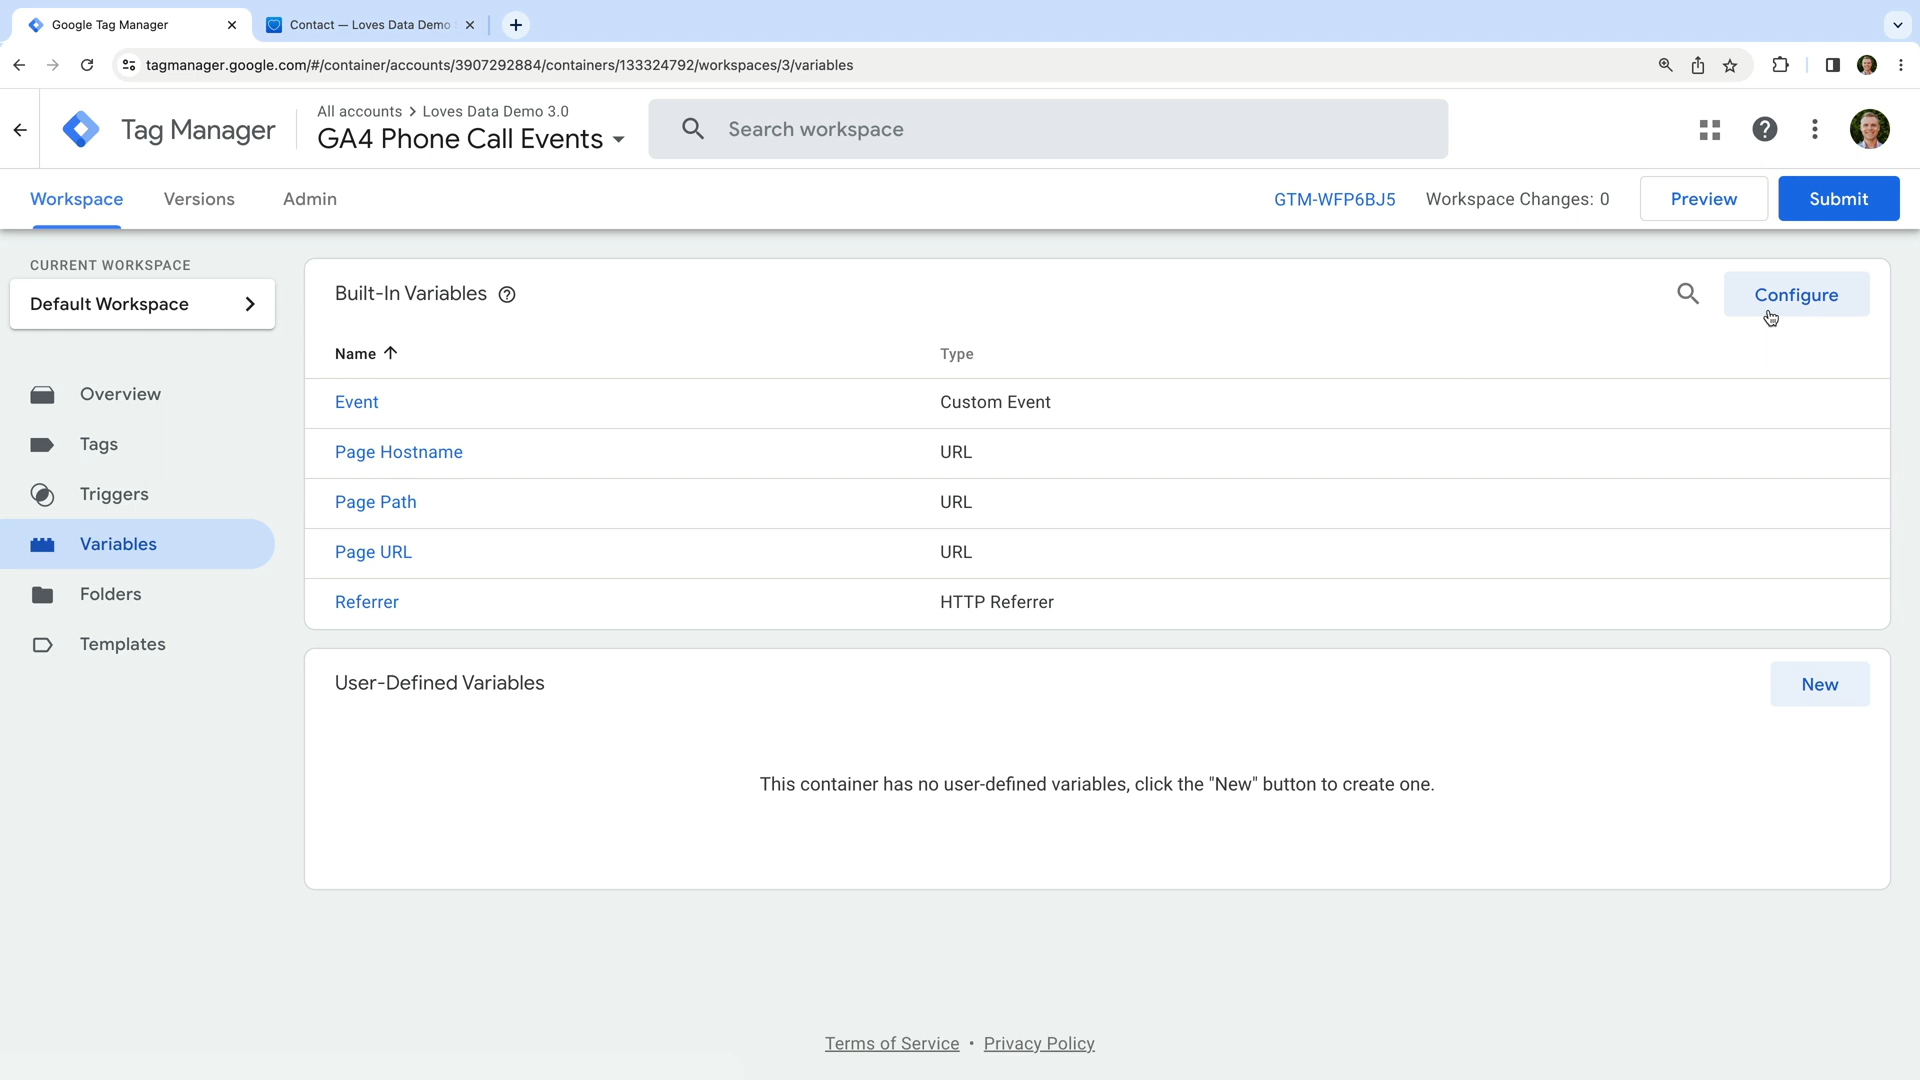 Google Tag Manager
Contact — Loves Data Demo
tagmanager.google.com/#/container/accounts/3907292884/containers/133324792/workspaces/3/variables
Tag Manager
All accounts > Loves Data Demo 3.0
GA4 Phone Call Events
Search workspace
Workspace
Versions
Admin
GTM-WFP6BJ5
Workspace Changes: 0
Preview
Submit
CURRENT WORKSPACE
Default Workspace
Overview
Tags
Triggers
Variables
Folders
Templates
Built-In Variables
Configure
Name
Type
Event
Custom Event
Page Hostname
URL
Page Path
URL
Page URL
URL
Referrer
HTTP Referrer
User-Defined Variables
New
This container has no user-defined variables, click the "New" button to create one.
Terms of Service • Privacy Policy